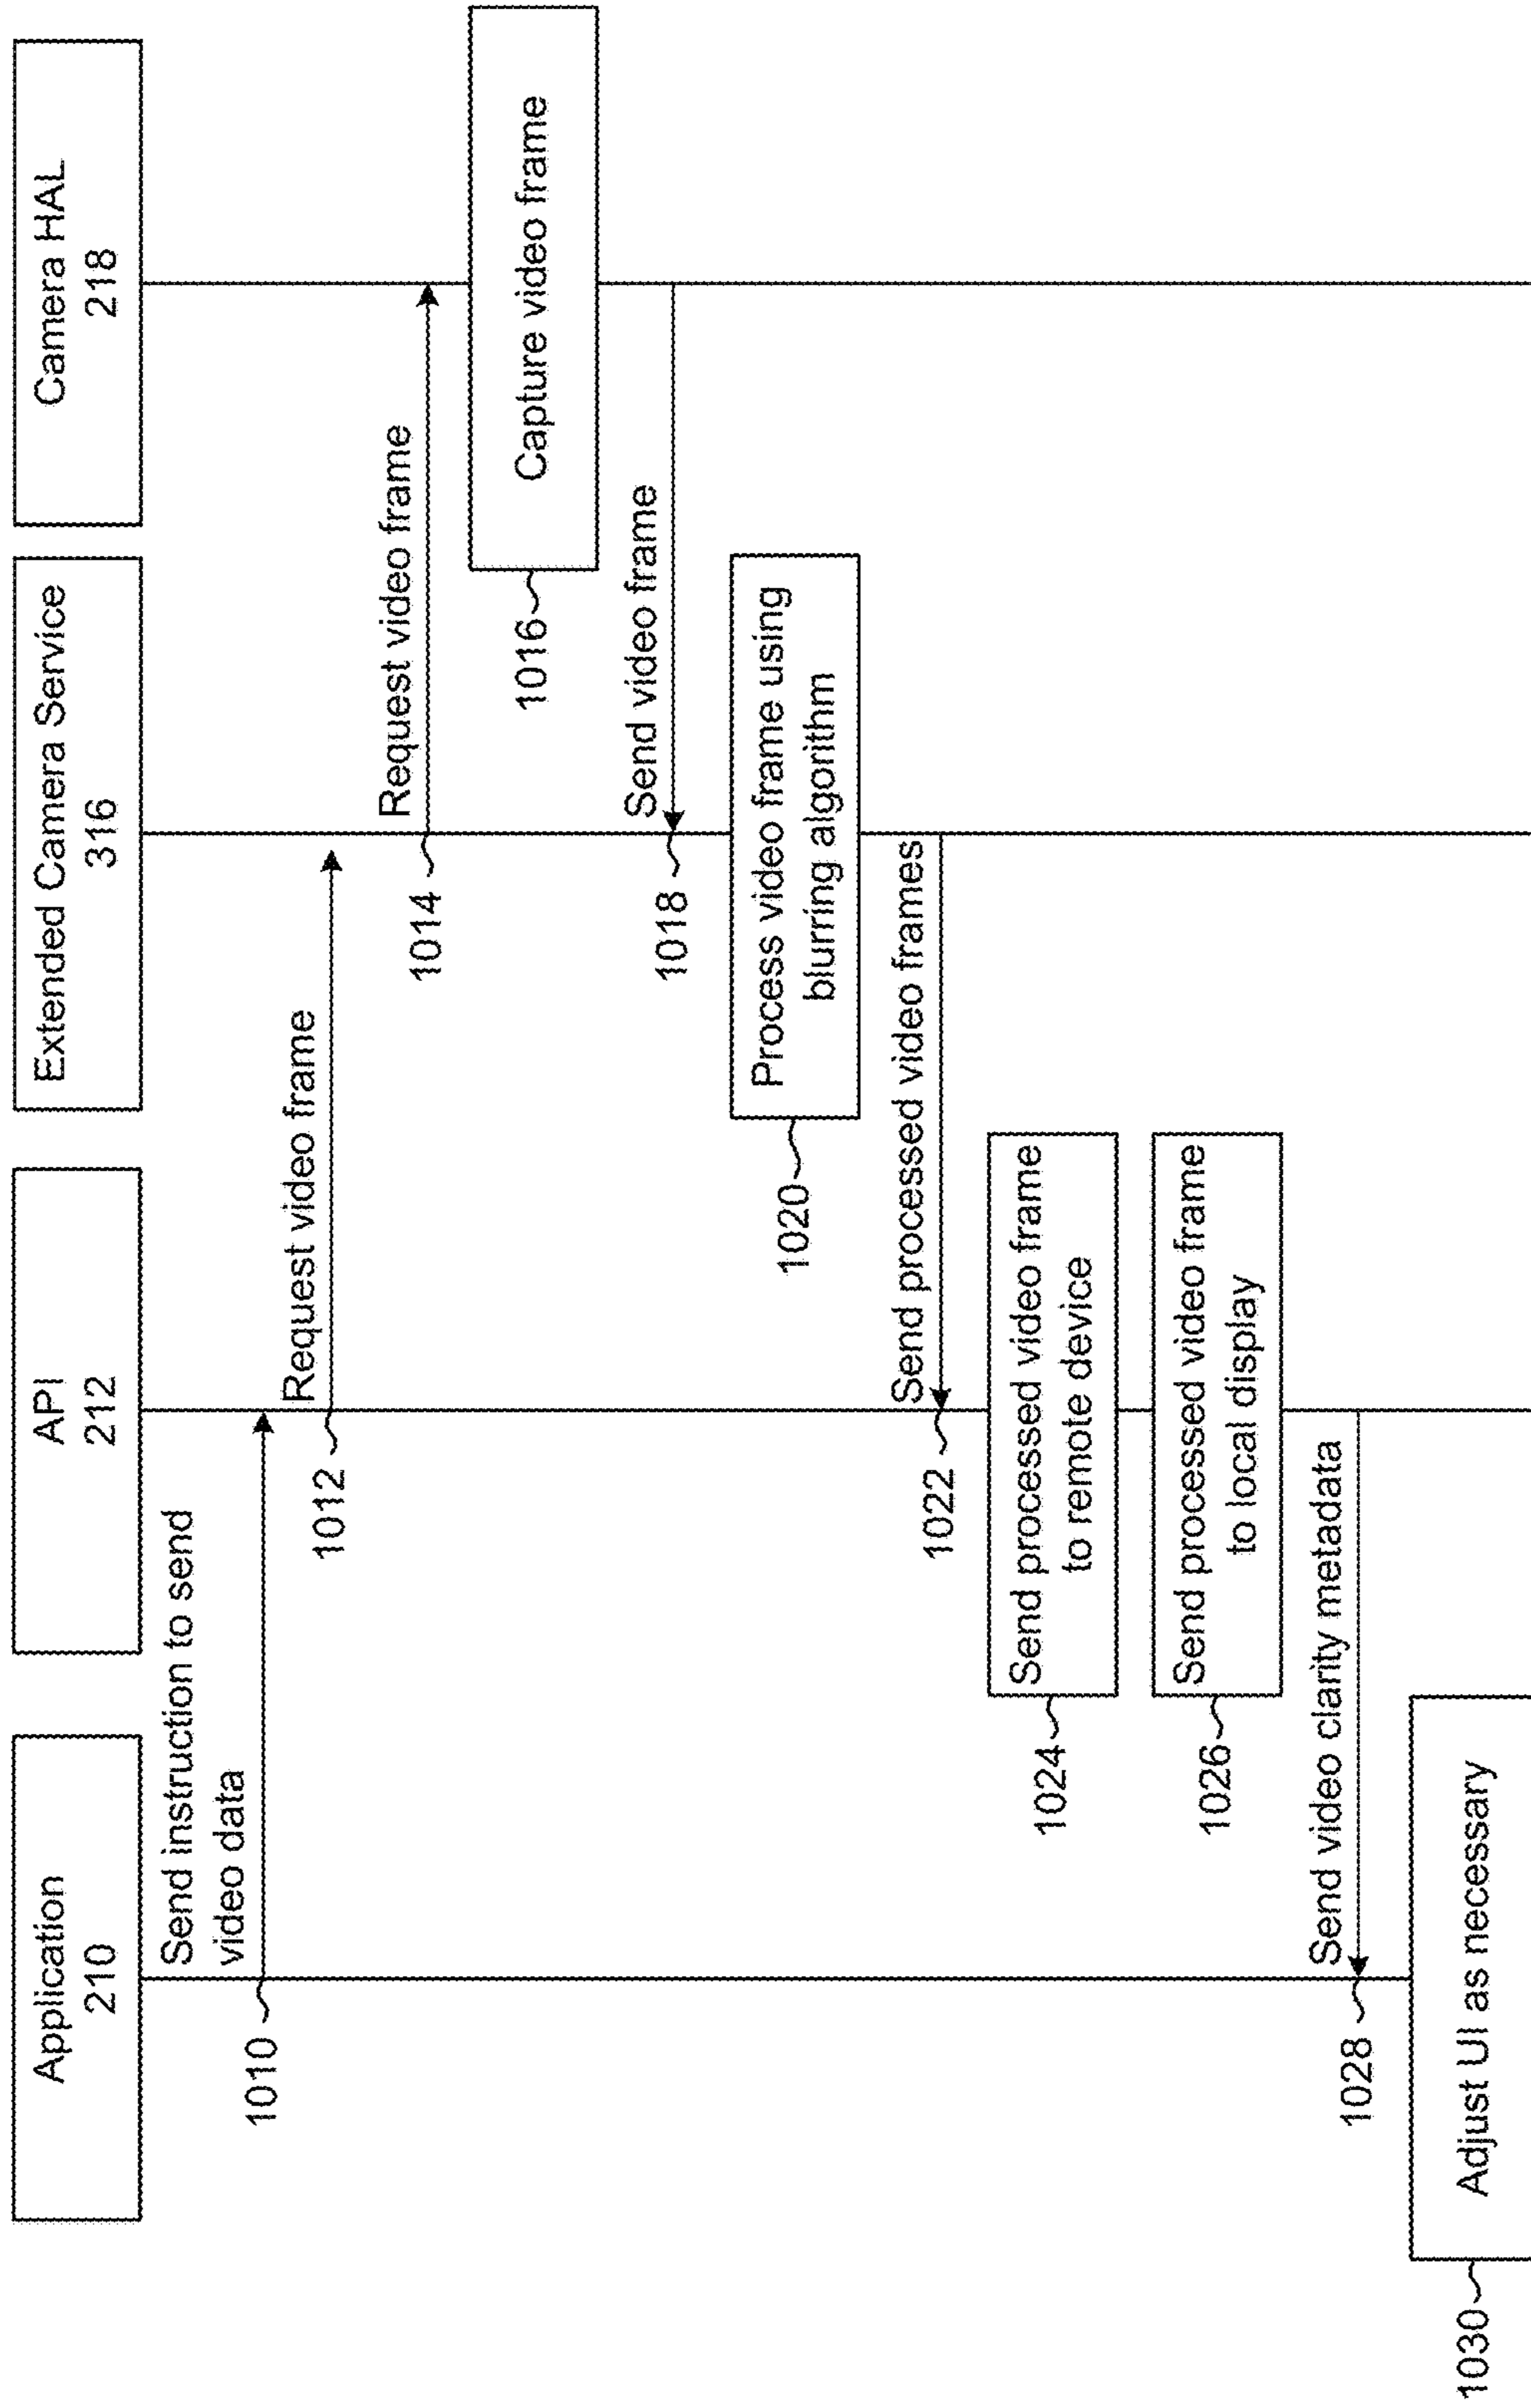 Application
210
API
212
Extended Camera Service
316
Camera HAL
218
Send instruction to send
video data
1010
Request video frame
1012
Request video frame
1014
Capture video frame
1016
Send video frame
1018
Process video frame using
blurring algorithm
1020
Send processed video frames
1022
Send processed video frame
to remote device
1024
Send processed video frame
to local display
1026
Send video clarity metadata
1028
Adjust UI as necessary
1030